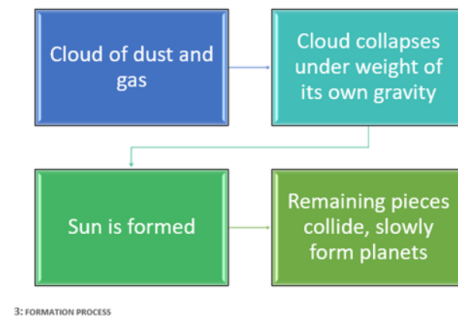 Cloud of dust and
gas
Cloud collapses
under weight of
its own gravity
Sun is formed
Remaining pieces
collide, slowly
form planets
3: FORMATION PROCESS